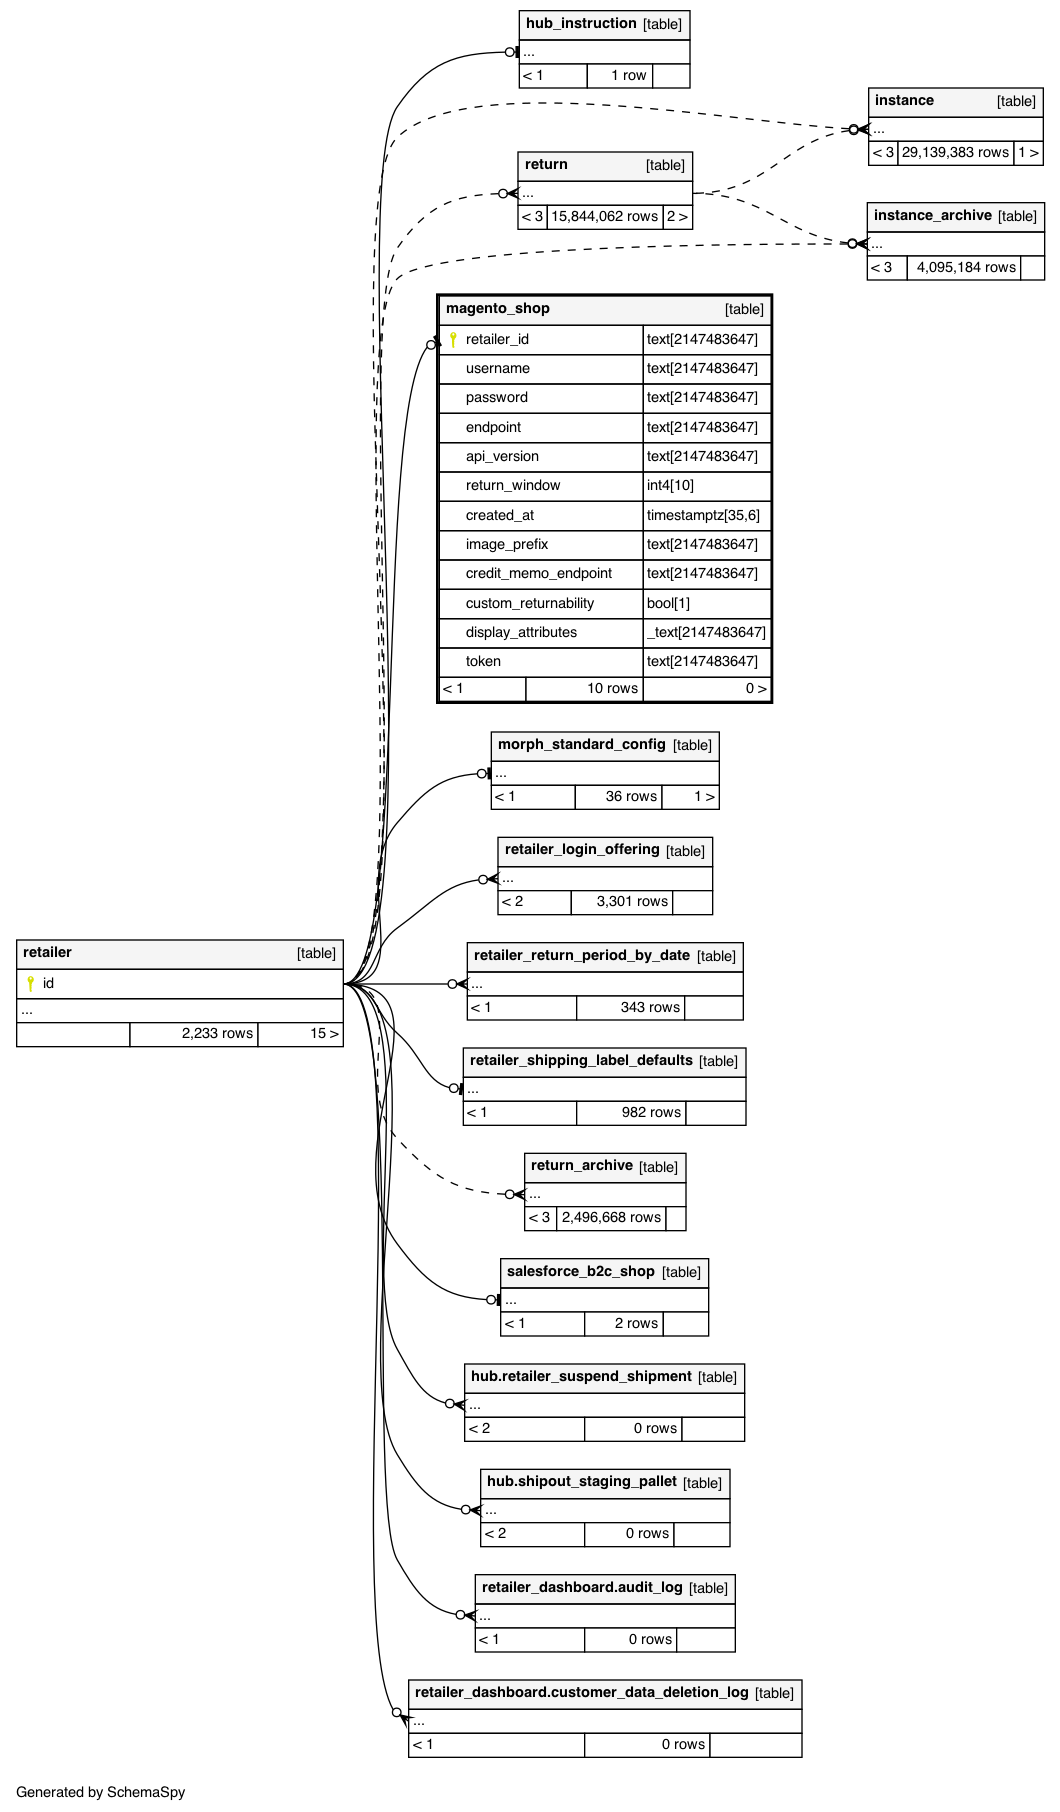 hub_instruction [table]
...
< 1 1 row
instance [table]
...
< 3 29,139,383 rows 1 >
return [table]
...
< 3 15,844,062 rows 2 >
instance_archive [table]
...
< 3 4,095,184 rows
magento_shop [table]
retailer_id text[2147483647]
username text[2147483647]
password text[2147483647]
endpoint text[2147483647]
api_version text[2147483647]
return_window int4[10]
created_at timestamptz[35,6]
image_prefix text[2147483647]
credit_memo_endpoint text[2147483647]
custom_returnability bool[1]
display_attributes _text[2147483647]
token text[2147483647]
< 1 10 rows 0 >
morph_standard_config [table]
...
< 1 36 rows 1 >
retailer_login_offering [table]
...
< 2 3,301 rows
retailer [table]
id
...
2,233 rows 15 >
retailer_return_period_by_date [table]
...
< 1 343 rows
retailer_shipping_label_defaults [table]
...
< 1 982 rows
return_archive [table]
...
< 3 2,496,668 rows
salesforce_b2c_shop [table]
...
< 1 2 rows
hub.retailer_suspend_shipment [table]
...
< 2 0 rows
hub.shipout_staging_pallet [table]
...
< 2 0 rows
retailer_dashboard.audit_log [table]
...
< 1 0 rows
retailer_dashboard.customer_data_deletion_log [table]
...
< 1 0 rows
Generated by SchemaSpy